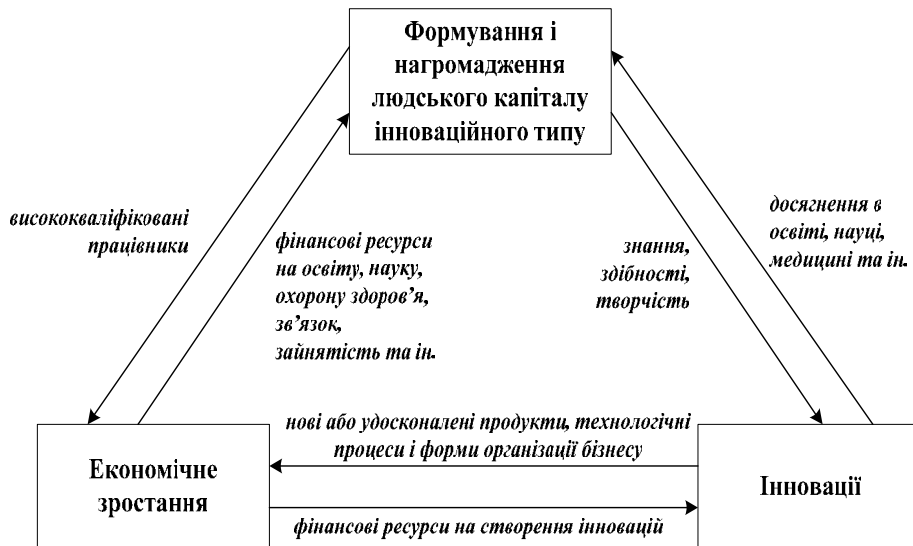 Формування і
нагромадження
людського капіталу
інноваційного типу
висококваліфіковані
працівники
фінансові ресурси
на освіту, науку,
охорону здоров’я,
зв’язок,
зайнятість та ін.
знання,
здібності,
творчість
досягнення в
освіті, науці,
медицині та ін.
нові або удосконалені продукти, технологічні
процеси і форми організації бізнесу
Економічне
зростання
Інновації
фінансові ресурси на створення інновацій